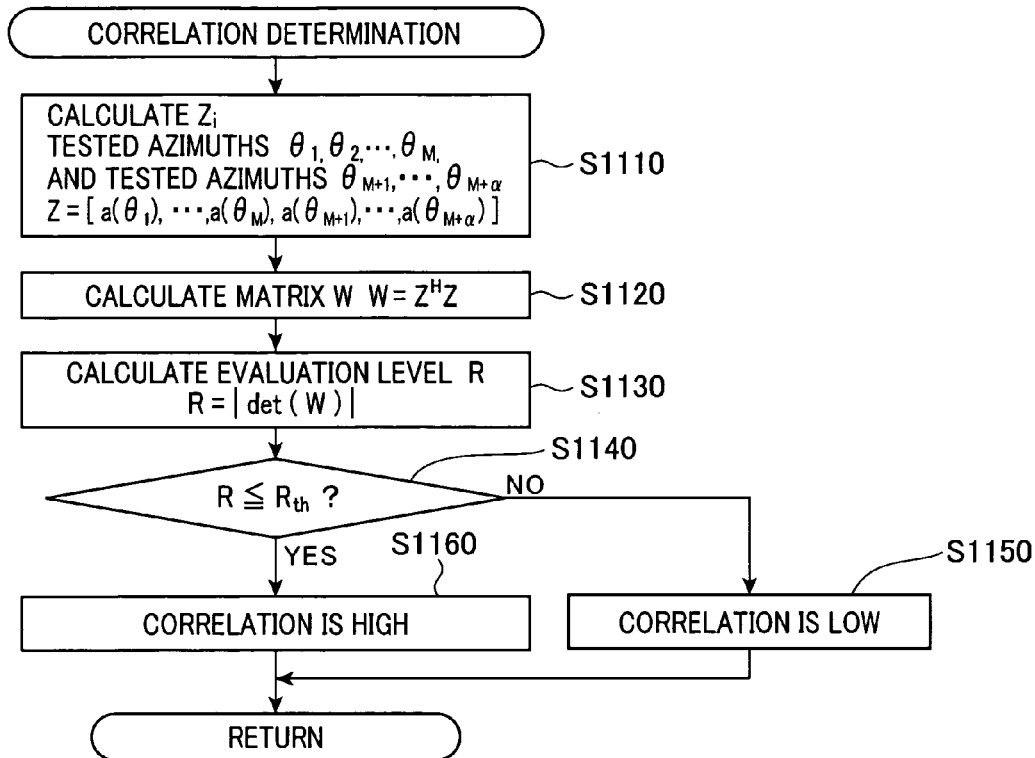 CORRELATION DETERMINATION
CALCULATE Zi
TESTED AZIMUTHS θ1, θ2, ···, θM,
AND TESTED AZIMUTHS θM+1, ···, θM+α
Z = [ a(θ1), ···, a(θM), a(θM+1), ···, a(θM+α) ]
S1110
CALCULATE MATRIX W W = Z^H Z
S1120
CALCULATE EVALUATION LEVEL R
R = | det ( W ) |
S1130
S1140
R ≦ Rth ?
NO
YES
S1160
S1150
CORRELATION IS HIGH
CORRELATION IS LOW
RETURN